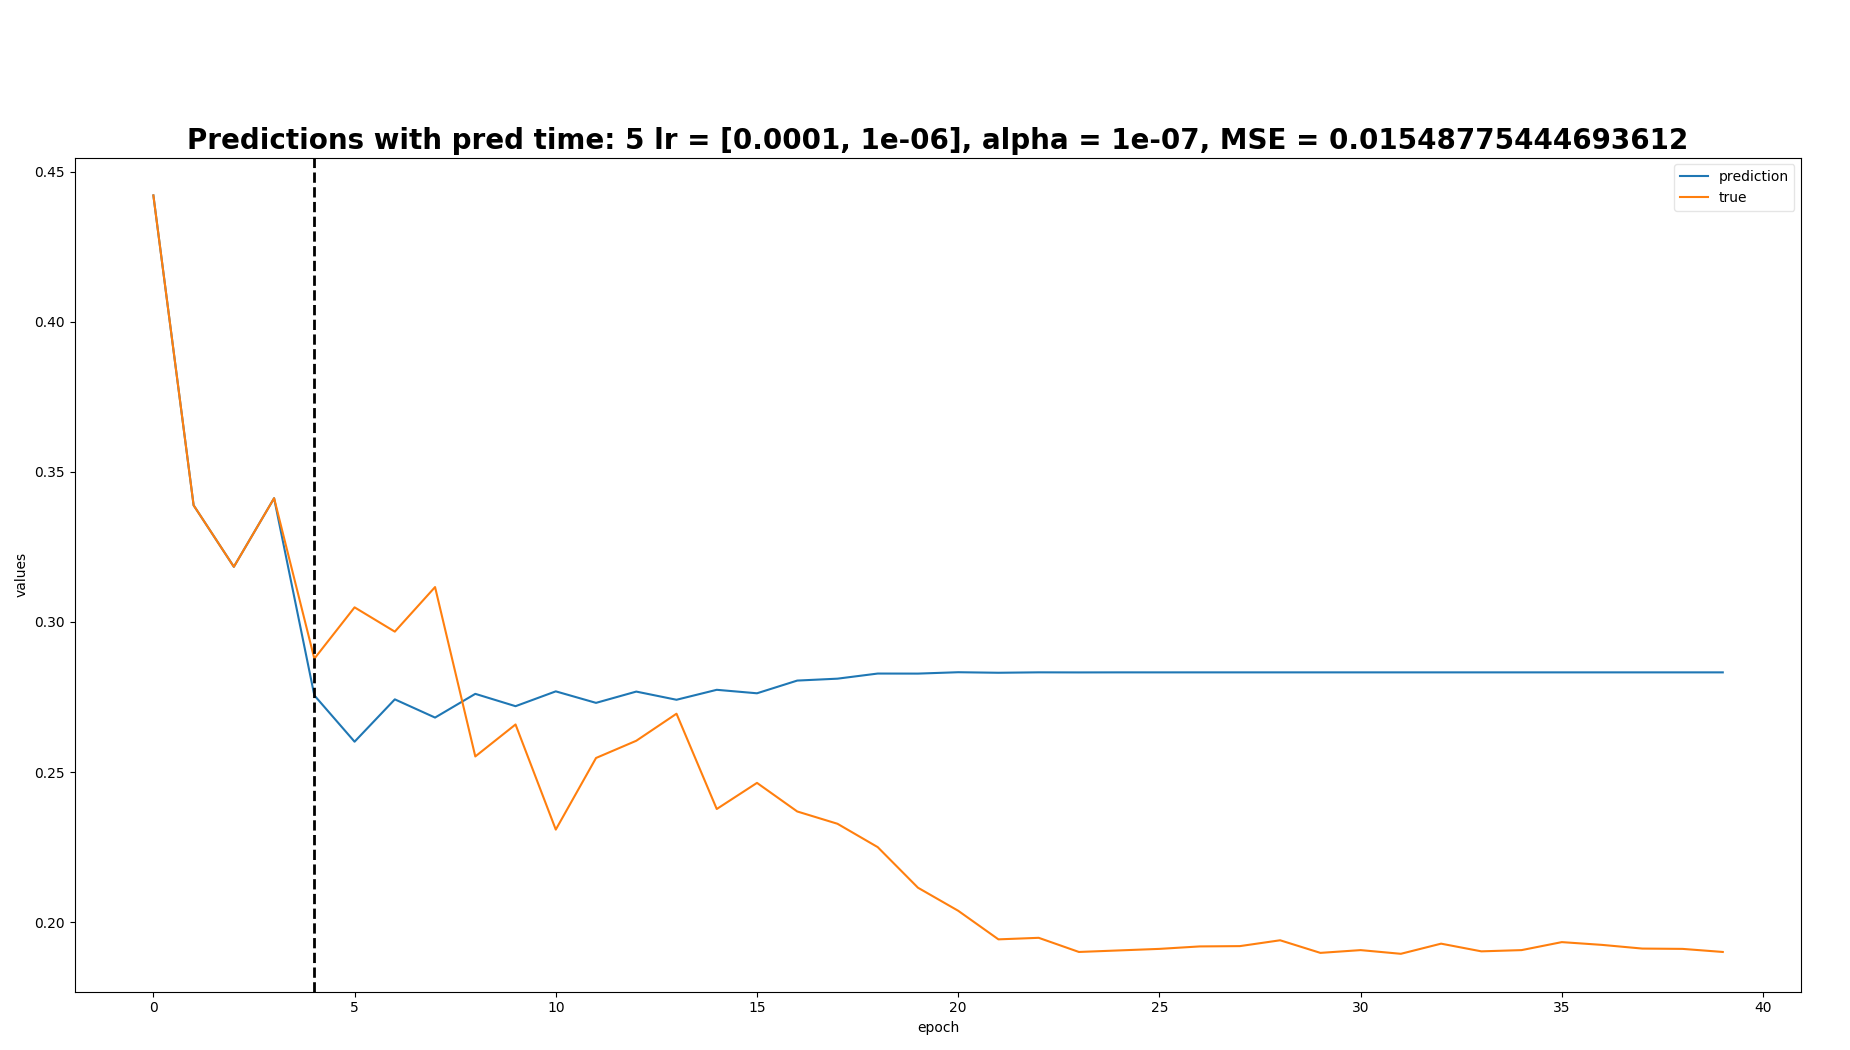 Predictions with pred time: 5 lr = [0.0001, 1e-06], alpha = 1e-07, MSE = 0.01548775444693612
prediction
true
0.45
0.40
0.35
0.30
0.25
0.20
values
0 5 10 15 20 25 30 35 40
epoch